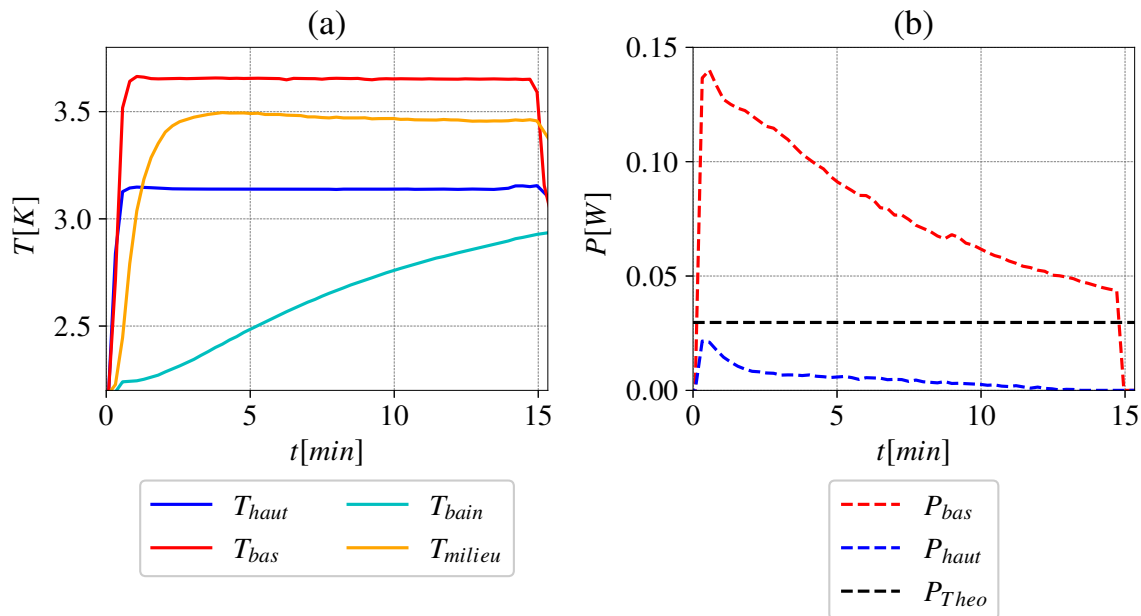 (a)
3.5
3.0
2.5
T[K]
0 5 10 15
t[min]
T_haut T_bain
T_bas T_milieu
(b)
0.15
0.10
0.05
0.00
P[W]
0 5 10 15
t[min]
P_bas
P_haut
P_Theo